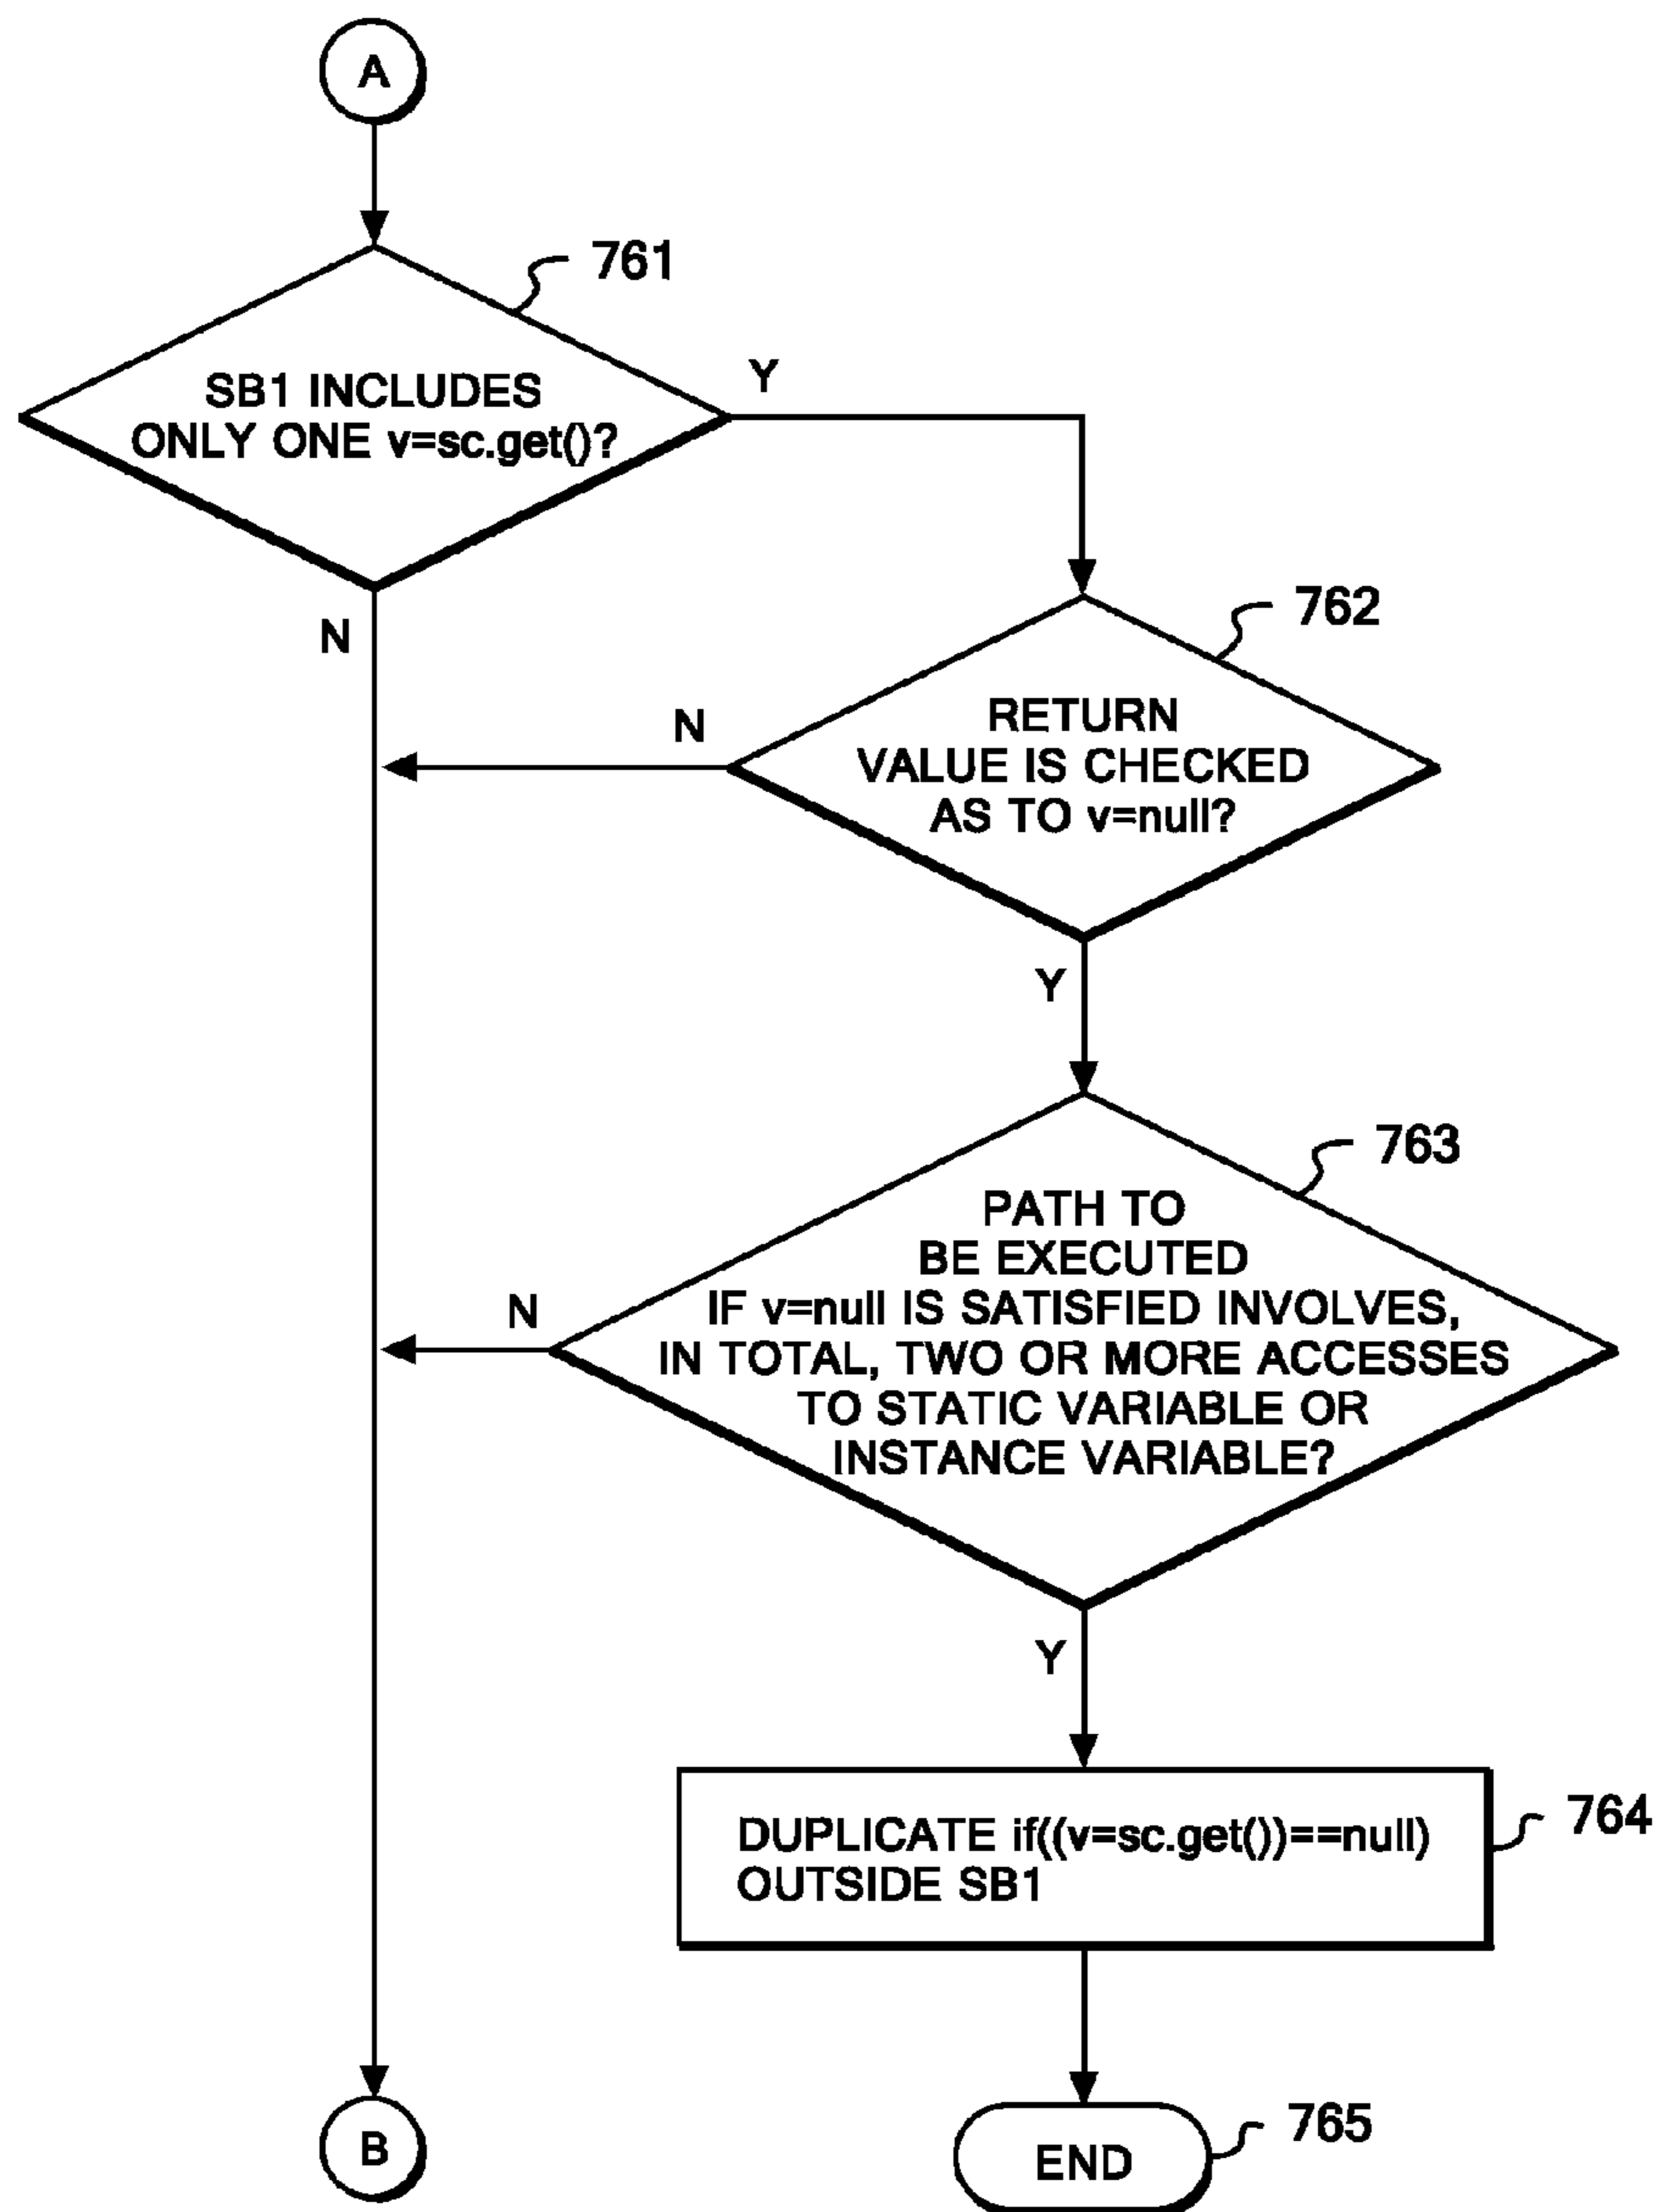 A
761
SB1 INCLUDES
ONLY ONE v=sc.get()?
Y
N
762
RETURN
VALUE IS CHECKED
AS TO v=null?
N
Y
763
PATH TO
BE EXECUTED
IF v=null IS SATISFIED INVOLVES,
IN TOTAL, TWO OR MORE ACCESSES
TO STATIC VARIABLE OR
INSTANCE VARIABLE?
N
Y
764
DUPLICATE if((v=sc.get())==null)
OUTSIDE SB1
765
B
END